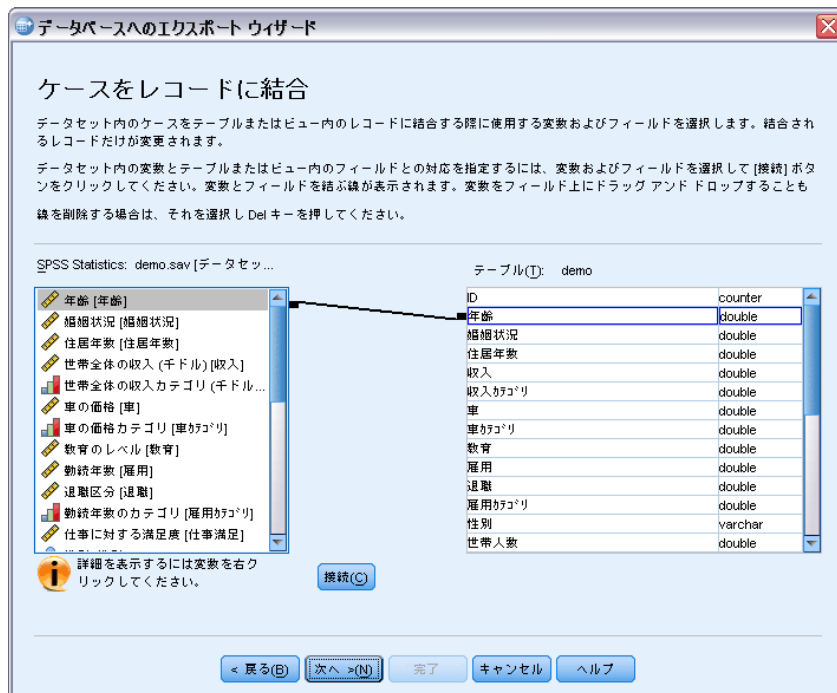 データベースへのエクスポート ウィザード
ケースをレコードに結合
データセット内のケースをテーブルまたはビュー内のレコードに結合する際に使用する変数およびフィールドを選択します。結合され
るレコードだけが変更されます。
データセット内の変数とテーブルまたはビュー内のフィールドとの対応を指定するには、変数およびフィールドを選択して [接続] ボタ
ンをクリックしてください。変数とフィールドを結ぶ線が表示されます。変数をフィールド上にドラッグ アンド ドロップすることも
線を削除する場合は、それを選択し Del キーを押してください。
SPSS Statistics: demo.sav [データセッ...
年齢 [年齢]
婚姻状況 [婚姻状況]
住居年数 [住居年数]
世帯全体の収入 (千ドル) [収入]
世帯全体の収入カテゴリ (千ドル...
車の価格 [車]
車の価格カテゴリ [車ｶﾃｺﾞﾘ]
教育のレベル [教育]
勤続年数 [雇用]
退職区分 [退職]
勤続年数のカテゴリ [雇用ｶﾃｺﾞﾘ]
仕事に対する満足度 [仕事満足]
テーブル(T): demo
ID counter
年齢 double
婚姻状況 double
住居年数 double
収入 double
収入ｶﾃｺﾞﾘ double
車 double
車ｶﾃｺﾞﾘ double
教育 double
雇用 double
退職 double
雇用ｶﾃｺﾞﾘ double
性別 varchar
世帯人数 double
詳細を表示するには変数を右ク
リックしてください。
接続(C)
< 戻る(B) 次へ >(N) 完了 キャンセル ヘルプ